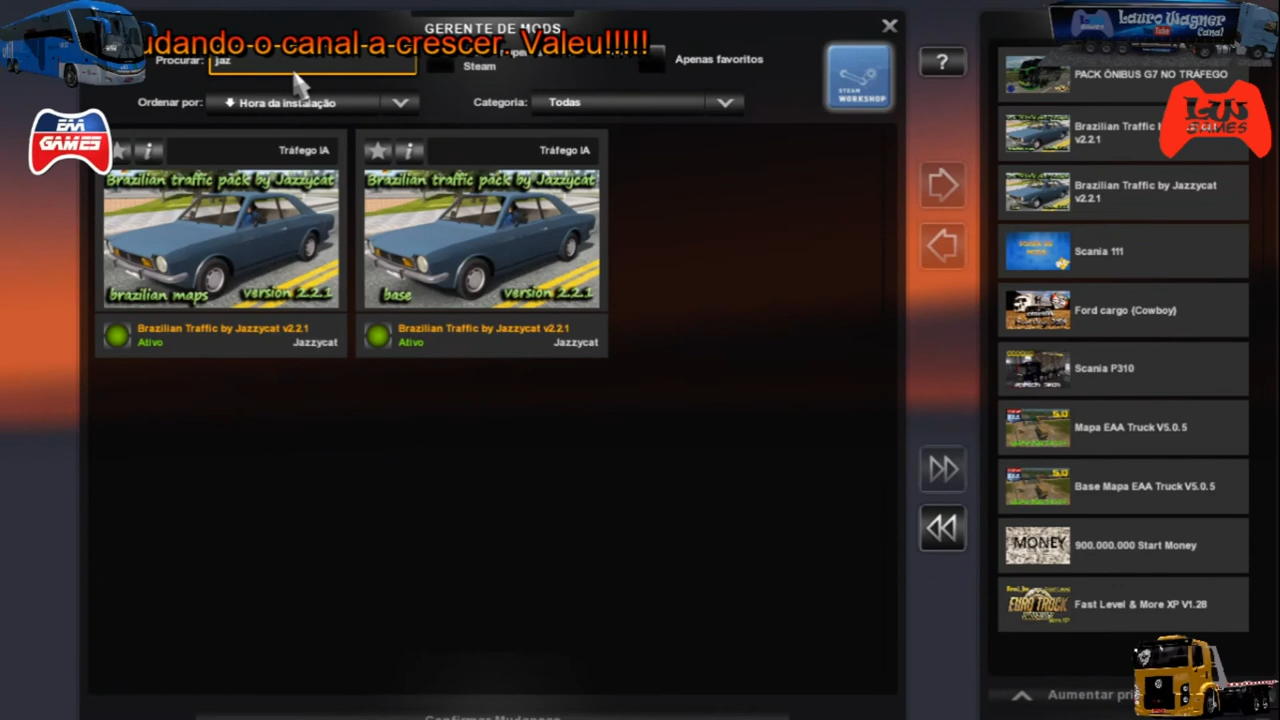 GERENTE DE MODS
udando-o-canal-a-crescer. Valeu!!!!!
Procurar: jaz
Steam
Apenas favoritos
Ordenar por: Hora da instalação
Categoria: Todas
STEAM
WORKSHOP
?
EAA
GAMES
Tráfego IA
Brazilian traffic pack by Jazzycat
brazilian maps version 2.2.1
Brazilian Traffic by Jazzycat v2.2.1
Ativo Jazzycat
Tráfego IA
Brazilian traffic pack by Jazzycat
base version 2.2.1
Brazilian Traffic by Jazzycat v2.2.1
Ativo Jazzycat
Lauro Wagner
Canal
PACK ÔNIBUS G7 NO TRÁFEGO
LW
GAMES
Brazilian Traffic
v2.2.1
Brazilian Traffic by Jazzycat
v2.2.1
Scania 111
Ford cargo (Cowboy)
Scania P310
Mapa EAA Truck V5.0.5
Base Mapa EAA Truck V5.0.5
MONEY
900.000.000 Start Money
EURO TRUCK
Fast Level & More XP V1.28
Aumentar pri
Confirmar Mudanças